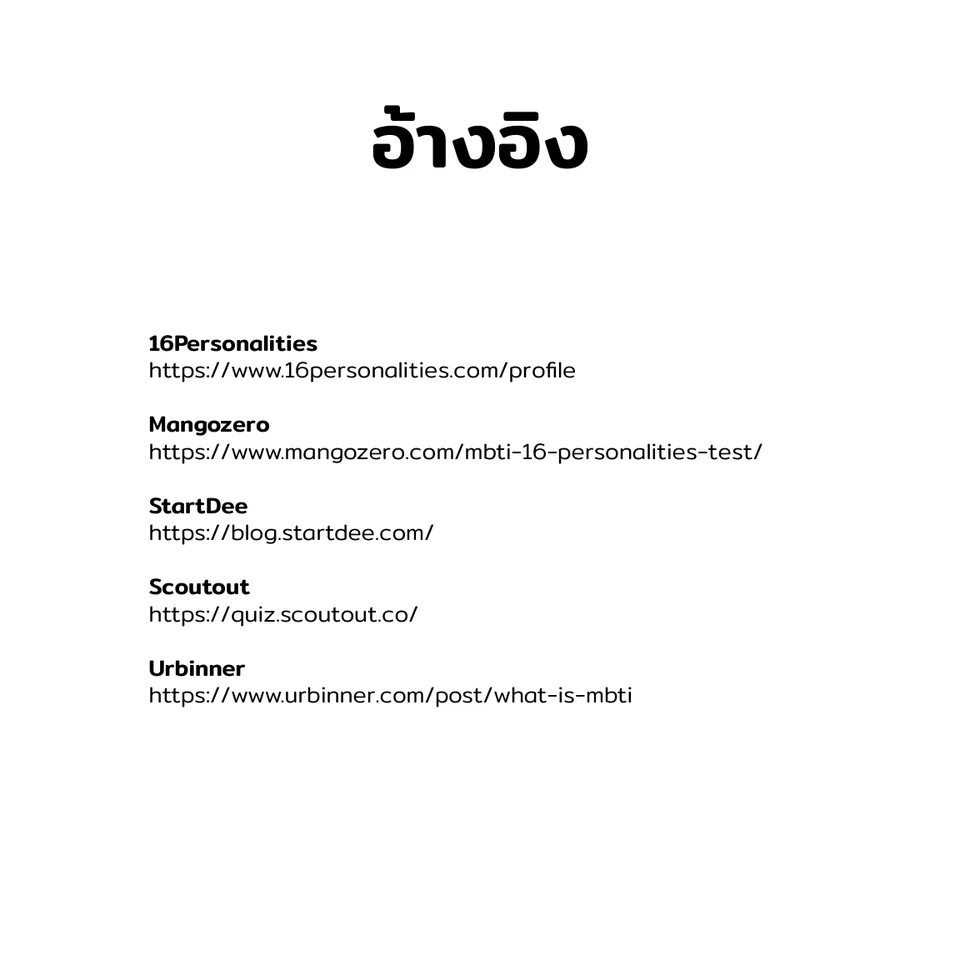 อ้างอิง
16Personalities
https://www.16personalities.com/profile
Mangozero
https://www.mangozero.com/mbti-16-personalities-test/
StartDee
https://blog.startdee.com/
Scoutout
https://quiz.scoutout.co/
Urbinner
https://www.urbinner.com/post/what-is-mbti